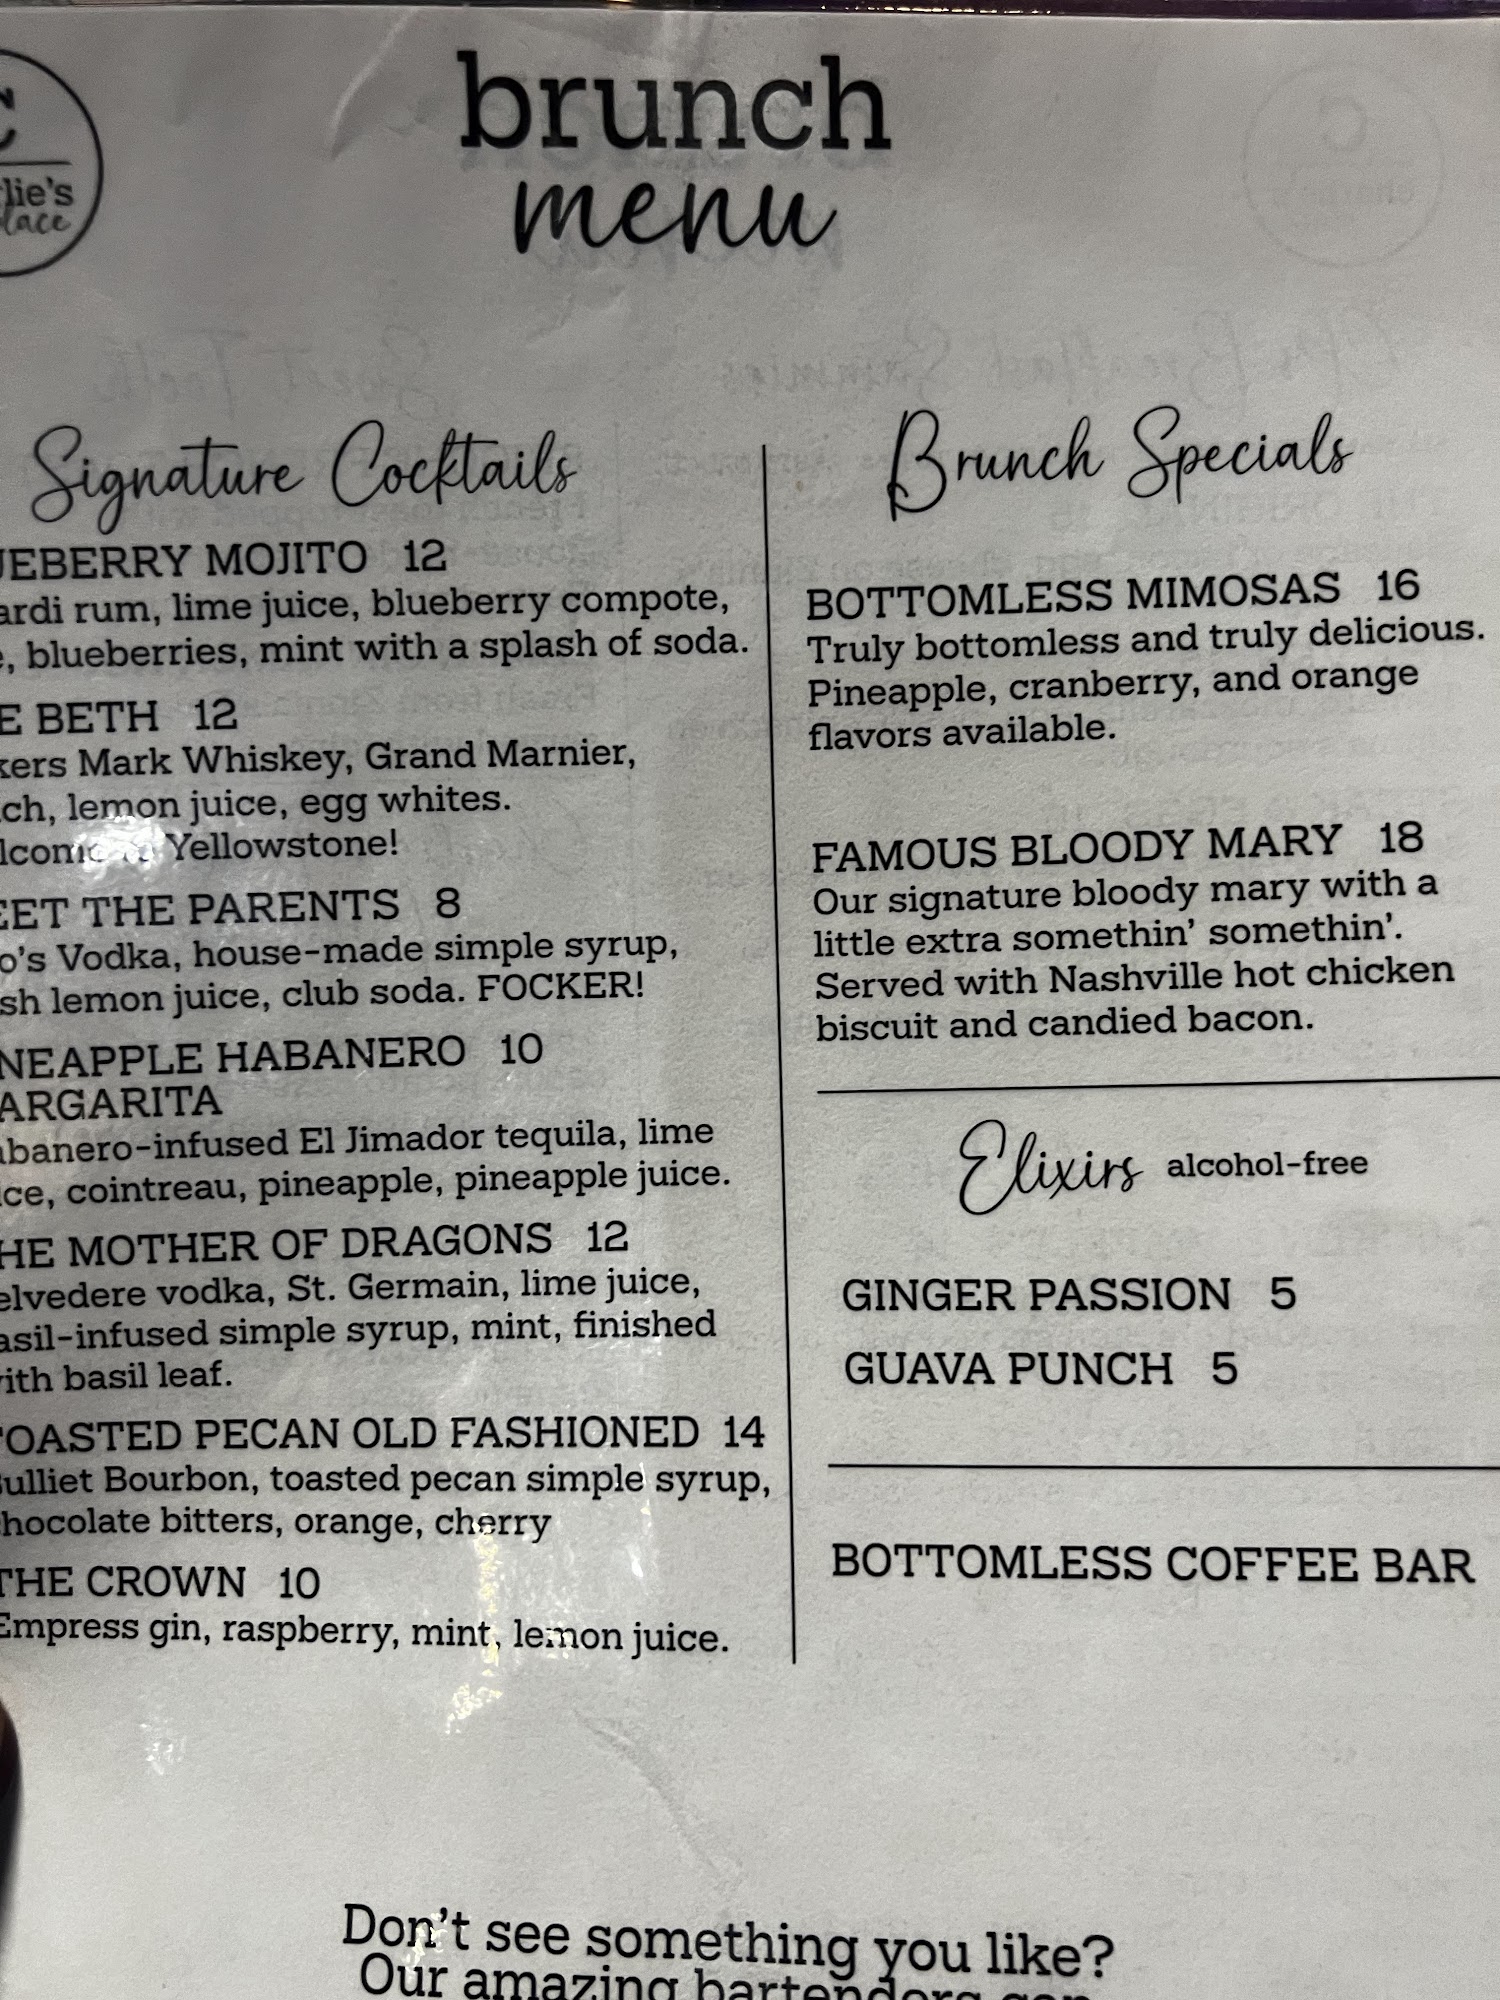 brunch
menu
Signature Cocktails
UEBERRY MOJITO 12
ardi rum, lime juice, blueberry compote,
, blueberries, mint with a splash of soda.
E BETH 12
kers Mark Whiskey, Grand Marnier,
ch, lemon juice, egg whites.
Yellowstone!
EET THE PARENTS 8
o's Vodka, house-made simple syrup,
sh lemon juice, club soda. FOCKER!
NEAPPLE HABANERO 10
ARGARITA
banero-infused El Jimador tequila, lime
ice, cointreau, pineapple, pineapple juice.
HE MOTHER OF DRAGONS 12
elvedere vodka, St. Germain, lime juice,
asil-infused simple syrup, mint, finished
ith basil leaf.
TOASTED PECAN OLD FASHIONED 14
Bulliet Bourbon, toasted pecan simple syrup,
hocolate bitters, orange, cherry
THE CROWN 10
Empress gin, raspberry, mint, lemon juice.
Brunch Specials
BOTTOMLESS MIMOSAS 16
Truly bottomless and truly delicious.
Pineapple, cranberry, and orange
flavors available.
FAMOUS BLOODY MARY 18
Our signature bloody mary with a
little extra somethin' somethin'.
Served with Nashville hot chicken
biscuit and candied bacon.
Elixirs alcohol-free
GINGER PASSION 5
GUAVA PUNCH 5
BOTTOMLESS COFFEE BAR
Don't see something you like?
Our amazing bartenders can
lie's
lace